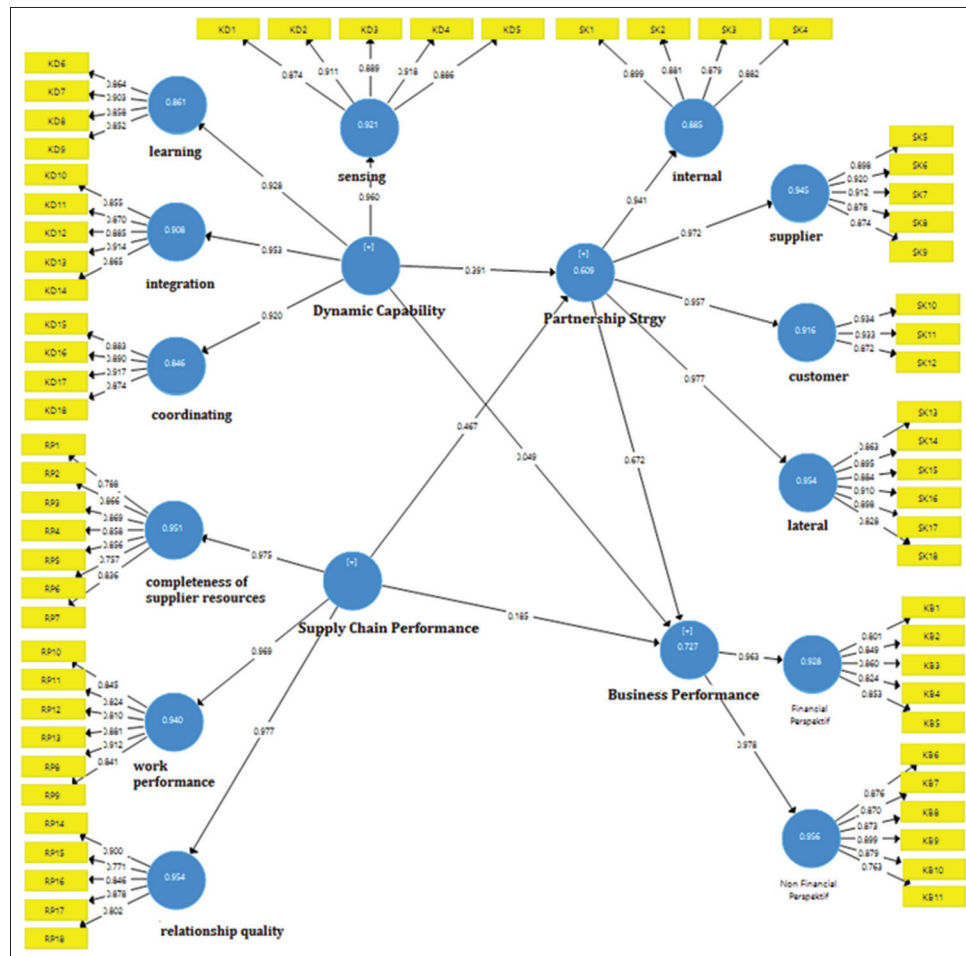 KD1 KD2 KD3 KD4 KD5
0.874 0.911 0.889 0.918 0.886
0.921
sensing
0.960
SK1 SK2 SK3 SK4
0.899 0.881 0.879 0.882
0.885
internal
0.941
KD6
KD7
KD8
KD9
0.864
0.903
0.858
0.852
0.861
learning
0.928
KD10
KD11
KD12
KD13
KD14
0.855
0.870
0.885
0.914
0.865
0.908
integration
0.953
KD15
KD16
KD17
KD18
0.883
0.890
0.917
0.874
0.846
coordinating
0.920
[+]
Dynamic Capability
0.391
0.049
[+]
0.609
Partnership Strgy
0.672
SK5
SK6
SK7
SK8
SK9
0.898
0.920
0.912
0.878
0.874
0.945
supplier
0.972
SK10
SK11
SK12
0.934
0.933
0.872
0.916
customer
0.957
SK13
SK14
SK15
SK16
SK17
SK18
0.863
0.895
0.884
0.910
0.898
0.828
0.954
lateral
0.977
RP1
RP2
RP3
RP4
RP5
RP6
RP7
0.788
0.866
0.869
0.858
0.856
0.757
0.836
0.951
completeness of
supplier resources
0.975
[+]
Supply Chain Performance
0.467
0.185
RP10
RP11
RP12
RP13
RP8
RP9
0.845
0.824
0.810
0.881
0.912
0.841
0.940
work
performance
0.969
RP14
RP15
RP16
RP17
RP18
0.900
0.771
0.846
0.878
0.802
0.954
relationship quality
0.977
[+]
0.727
Business Performance
0.963
0.978
KB1
KB2
KB3
KB4
KB5
0.801
0.849
0.860
0.824
0.853
0.928
Financial
Perspektif
KB6
KB7
KB8
KB9
KB10
KB11
0.876
0.870
0.873
0.899
0.879
0.763
0.956
Non Financial
Perspektif